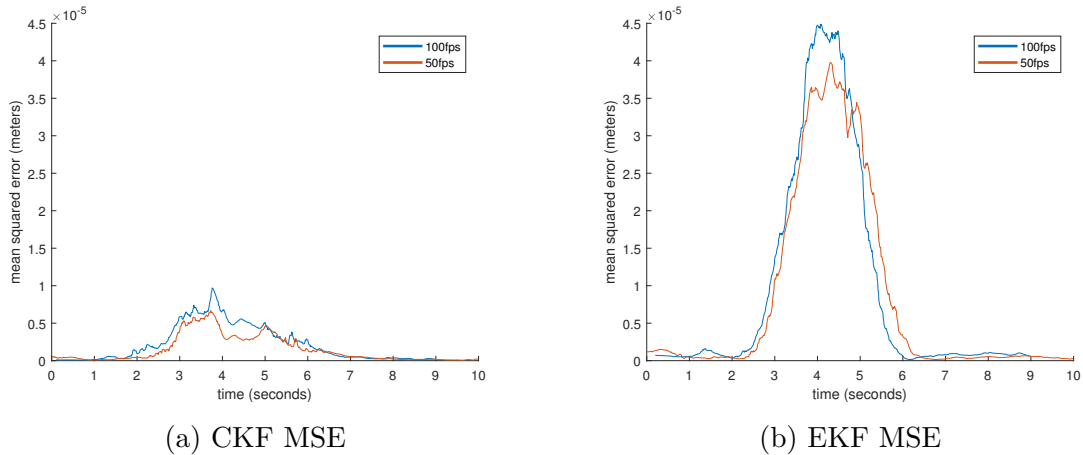 ×10⁻⁵
4.5
4
3.5
3
2.5
2
1.5
1
0.5
0
mean squared error (meters)
100fps
50fps
0 1 2 3 4 5 6 7 8 9 10
time (seconds)
(a) CKF MSE
×10⁻⁵
4.5
4
3.5
3
2.5
2
1.5
1
0.5
0
mean squared error (meters)
100fps
50fps
0 1 2 3 4 5 6 7 8 9 10
time (seconds)
(b) EKF MSE